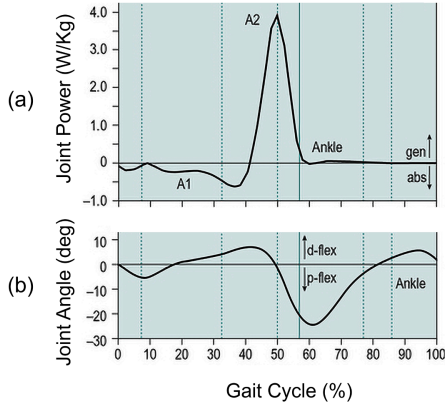 (a)
Joint Power (W/Kg)
4.0
3.0
2.0
1.0
0
−1.0
A2
A1
Ankle
gen
abs
(b)
Joint Angle (deg)
10
0
−10
−20
−30
d-flex
p-flex
Ankle
0 10 20 30 40 50 60 70 80 90 100
Gait Cycle (%)